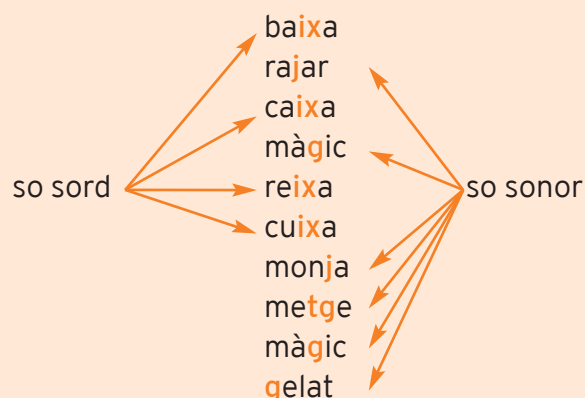 baixa
rajar
caixa
màgic
so sord reixa so sonor
cuixa
monja
metge
màgic
gelat